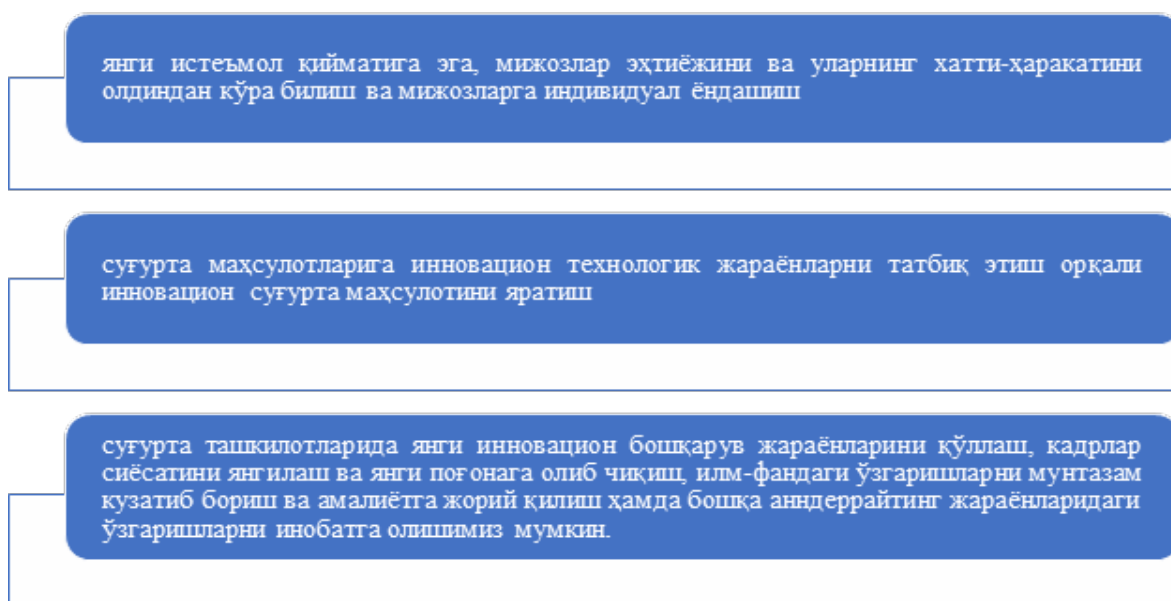 янги истеъмол қийматига эга, мижозлар эҳтиёжини ва уларнинг хатти-ҳаракатини
олдиндан кўра билиш ва мижозларга индивидуал ёндашиш
суғурта маҳсулотларига инновацион технологик жараёнларни татбиқ этиш орқали
инновацион суғурта маҳсулотини яратиш
суғурта ташкилотларида янги инновацион бошқарув жараёнларини қўллаш, кадрлар
сиёсатини янгилаш ва янги поғонага олиб чиқиш, илм-фандаги ўзгаришларни мунтазам
кузатиб бориш ва амалиётга жорий қилиш ҳамда бошқа анндеррайтинг жараёнларидаги
ўзгаришларни инобатга олишимиз мумкин.